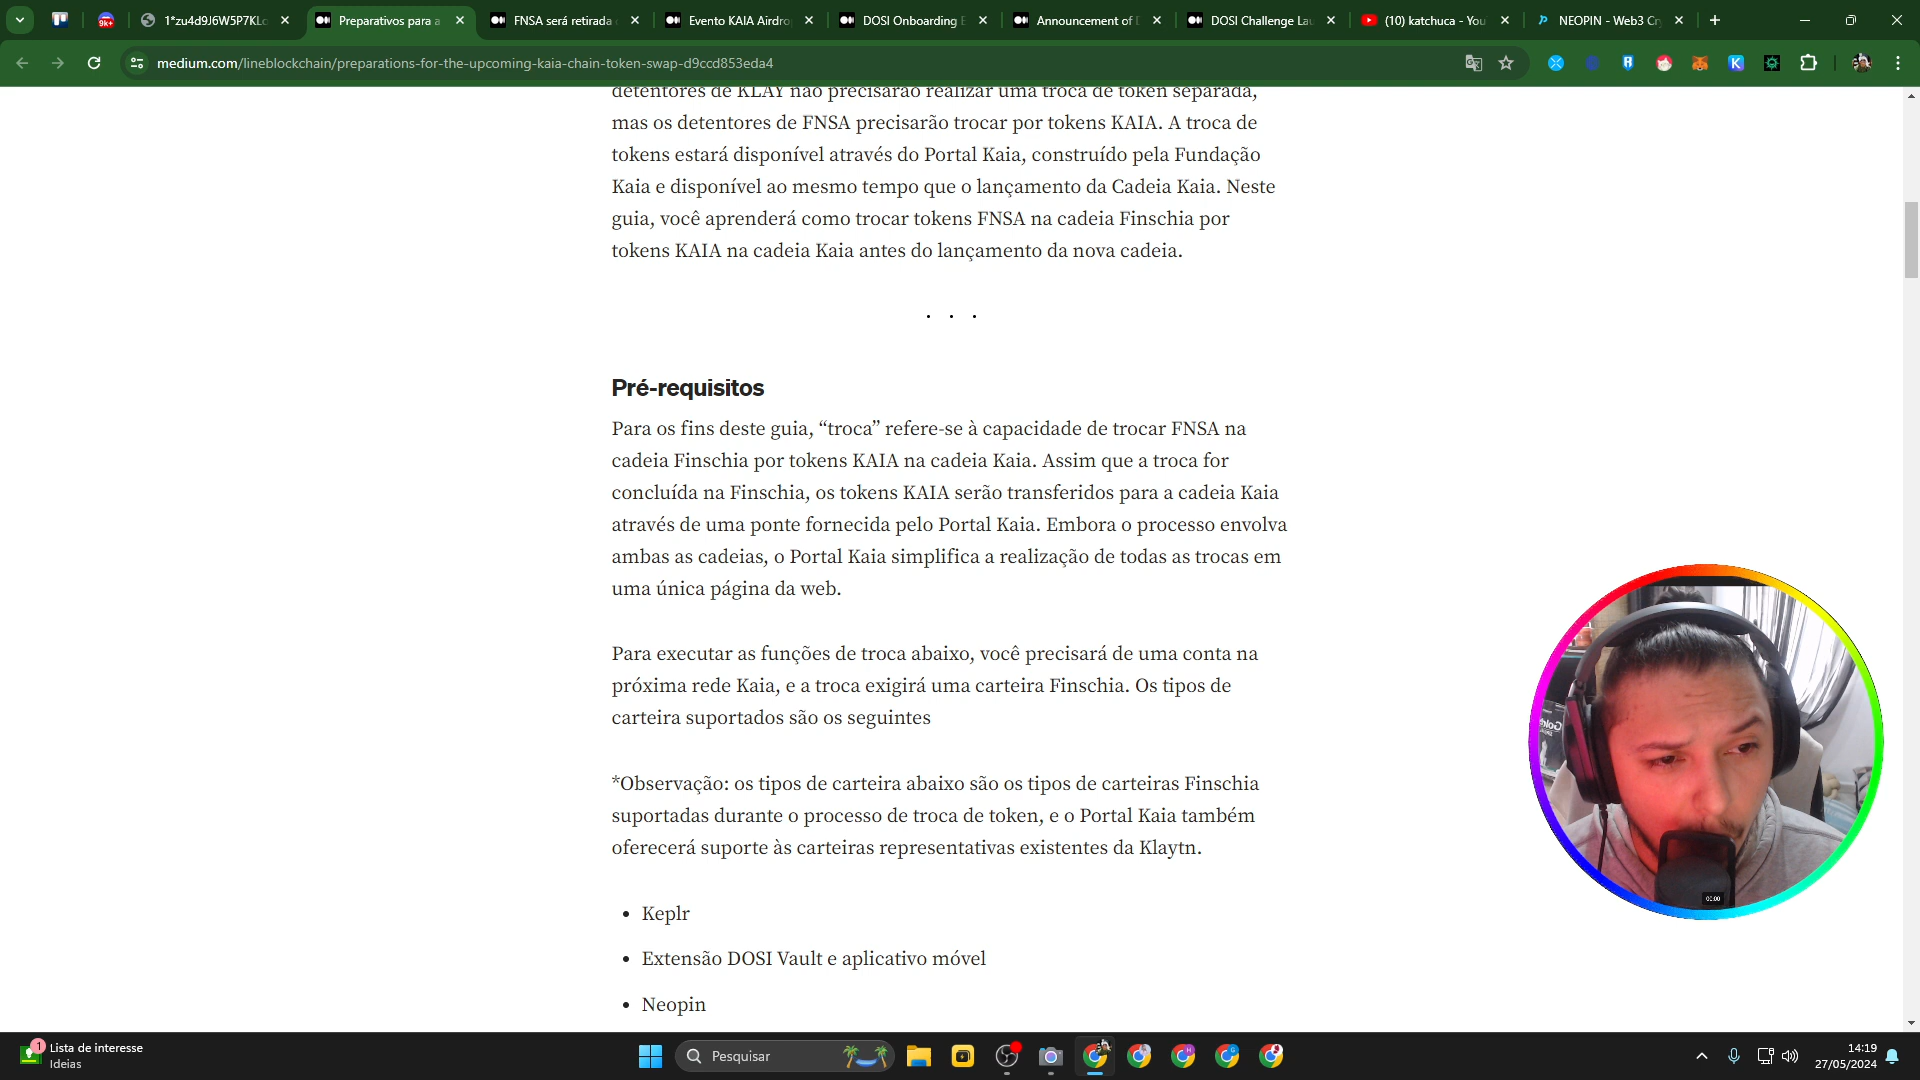 9k+
1*zu4d9J6W5P7KLo
Preparativos para a
FNSA será retirada
Evento KAIA Airdro
DOSI Onboarding E
Announcement of
DOSI Challenge Lau
(10) katchuca - You
NEOPIN - Web3 Cr
medium.com/lineblockchain/preparations-for-the-upcoming-kaia-chain-token-swap-d9ccd853eda4
detentores de KLAY não precisarão realizar uma troca de token separada,
mas os detentores de FNSA precisarão trocar por tokens KAIA. A troca de
tokens estará disponível através do Portal Kaia, construído pela Fundação
Kaia e disponível ao mesmo tempo que o lançamento da Cadeia Kaia. Neste
guia, você aprenderá como trocar tokens FNSA na cadeia Finschia por
tokens KAIA na cadeia Kaia antes do lançamento da nova cadeia.
. . .
Pré-requisitos
Para os fins deste guia, “troca” refere-se à capacidade de trocar FNSA na
cadeia Finschia por tokens KAIA na cadeia Kaia. Assim que a troca for
concluída na Finschia, os tokens KAIA serão transferidos para a cadeia Kaia
através de uma ponte fornecida pelo Portal Kaia. Embora o processo envolva
ambas as cadeias, o Portal Kaia simplifica a realização de todas as trocas em
uma única página da web.
Para executar as funções de troca abaixo, você precisará de uma conta na
próxima rede Kaia, e a troca exigirá uma carteira Finschia. Os tipos de
carteira suportados são os seguintes
*Observação: os tipos de carteira abaixo são os tipos de carteiras Finschia
suportadas durante o processo de troca de token, e o Portal Kaia também
oferecerá suporte às carteiras representativas existentes da Klaytn.
• Keplr
• Extensão DOSI Vault e aplicativo móvel
• Neopin
00:00
1
Lista de interesse
Ideias
Pesquisar
14:19
27/05/2024